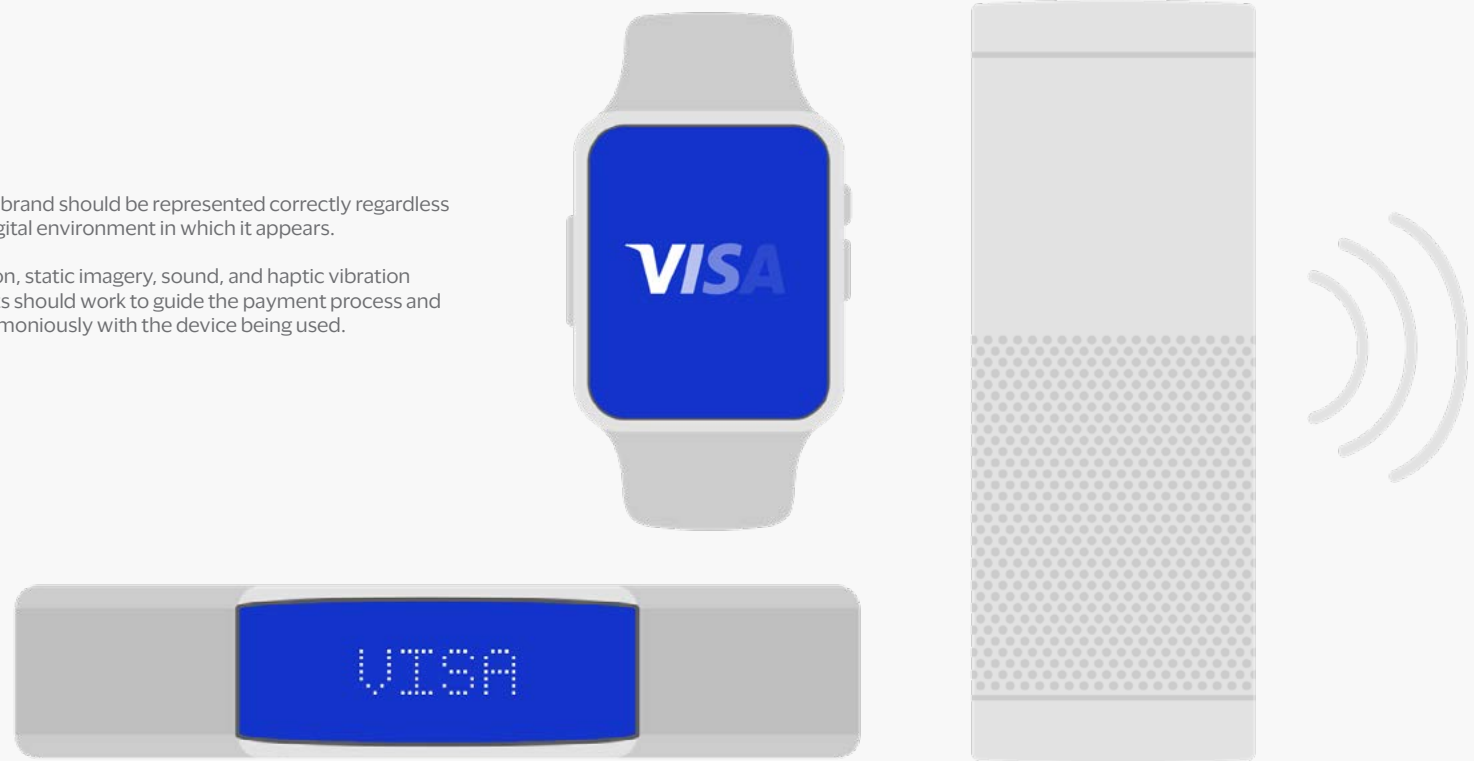 brand should be represented correctly regardless
gital environment in which it appears.
on, static imagery, sound, and haptic vibration
s should work to guide the payment process and
moniously with the device being used.
VISA
VISA